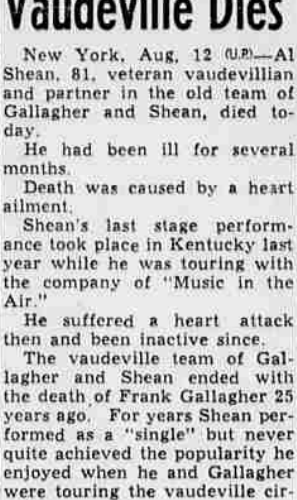 Vaudeville Dies
New York, Aug. 12 (U.P.)—Al
Shean, 81, veteran vaudevillian
and partner in the old team of
Gallagher and Shean, died to-
day.
He had been ill for several
months.
Death was caused by a heart
ailment.
Shean's last stage perform-
ance took place in Kentucky last
year while he was touring with
the company of "Music in the
Air."
He suffered a heart attack
then and been inactive since.
The vaudeville team of Gal-
lagher and Shean ended with
the death of Frank Gallagher 25
years ago. For years Shean per-
formed as a "single" but never
quite achieved the popularity he
enjoyed when he and Gallagher
were touring the vaudeville cir-